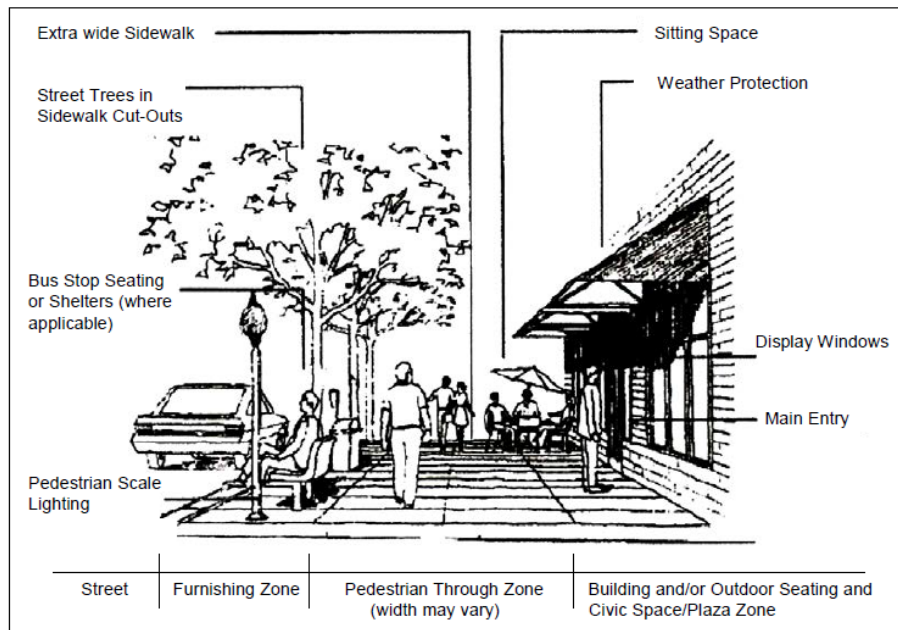 Extra wide Sidewalk
Sitting Space
Street Trees in
Sidewalk Cut-Outs
Weather Protection
Bus Stop Seating
or Shelters (where
applicable)
Display Windows
Main Entry
Pedestrian Scale
Lighting
Street
Furnishing Zone
Pedestrian Through Zone
(width may vary)
Building and/or Outdoor Seating and
Civic Space/Plaza Zone